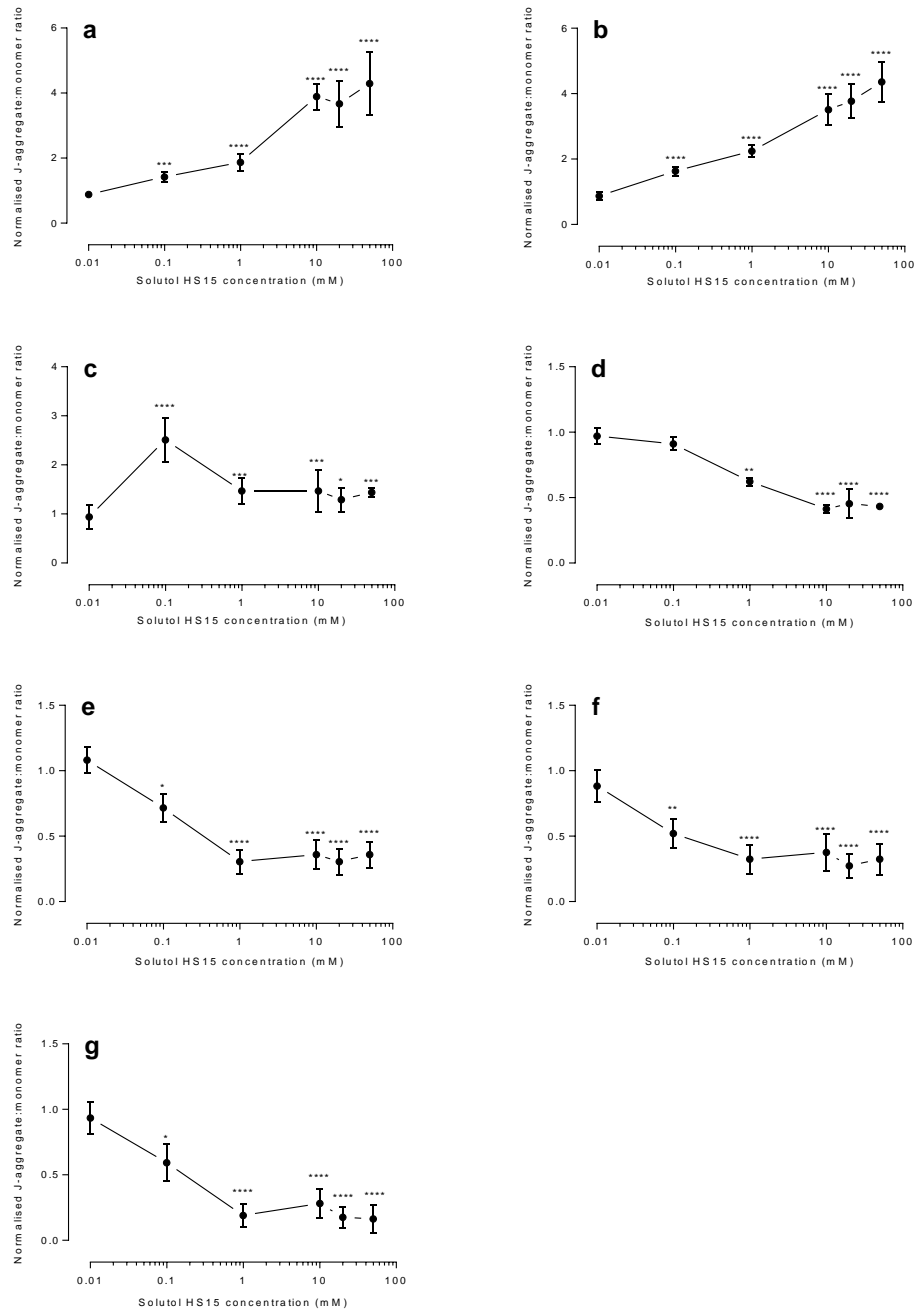 a
Normalised J-aggregate:monomer ratio
6
4
2
0
***
****
****
****
****
0.01 0.1 1 10 100
Solutol HS15 concentration (mM)
b
Normalised J-aggregate:monomer ratio
6
4
2
0
****
****
****
****
****
0.01 0.1 1 10 100
Solutol HS15 concentration (mM)
c
Normalised J-aggregate:monomer ratio
4
3
2
1
0
****
***
***
*
***
0.01 0.1 1 10 100
Solutol HS15 concentration (mM)
d
Normalised J-aggregate:monomer ratio
1.5
1.0
0.5
0.0
**
****
****
****
0.01 0.1 1 10 100
Solutol HS15 concentration (mM)
e
Normalised J-aggregate:monomer ratio
1.5
1.0
0.5
0.0
*
****
****
****
****
0.01 0.1 1 10 100
Solutol HS15 concentration (mM)
f
Normalised J-aggregate:monomer ratio
1.5
1.0
0.5
0.0
**
****
****
****
****
0.01 0.1 1 10 100
Solutol HS15 concentration (mM)
g
Normalised J-aggregate:monomer ratio
1.5
1.0
0.5
0.0
*
****
****
****
****
0.01 0.1 1 10 100
Solutol HS15 concentration (mM)